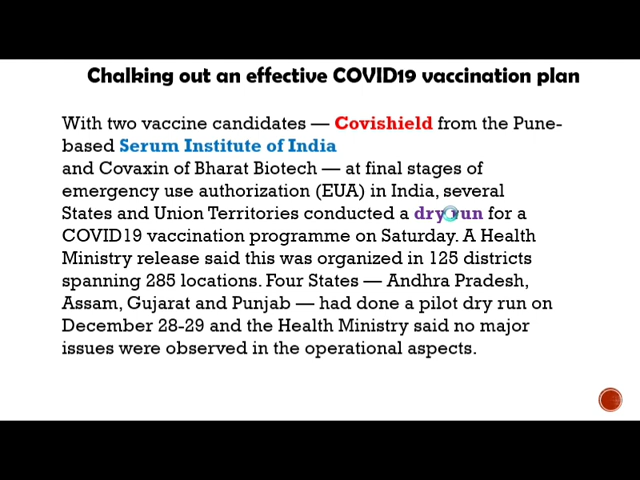 Chalking out an effective COVID19 vaccination plan
With two vaccine candidates — Covishield from the Pune-
based Serum Institute of India
and Covaxin of Bharat Biotech — at final stages of
emergency use authorization (EUA) in India, several
States and Union Territories conducted a dry run for a
COVID19 vaccination programme on Saturday. A Health
Ministry release said this was organized in 125 districts
spanning 285 locations. Four States — Andhra Pradesh,
Assam, Gujarat and Punjab — had done a pilot dry run on
December 28-29 and the Health Ministry said no major
issues were observed in the operational aspects.